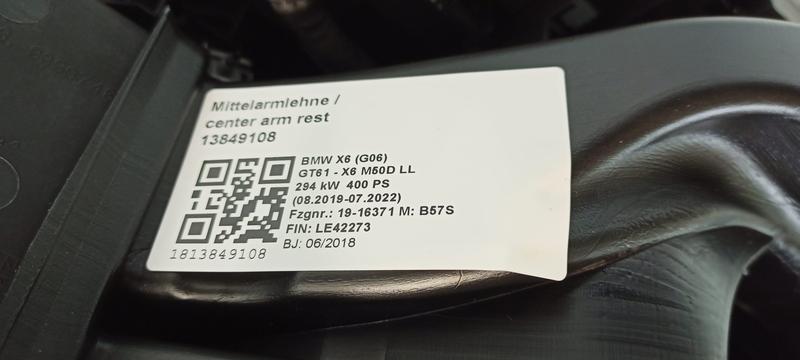 Mittelarmlehne /
center arm rest
13849108
BMW X6 (G06)
GT61 - X6 M50D LL
294 kW 400 PS
(08.2019-07.2022)
Fzgnr.: 19-16371 M: B57S
FIN: LE42273
BJ: 06/2018
1813849108